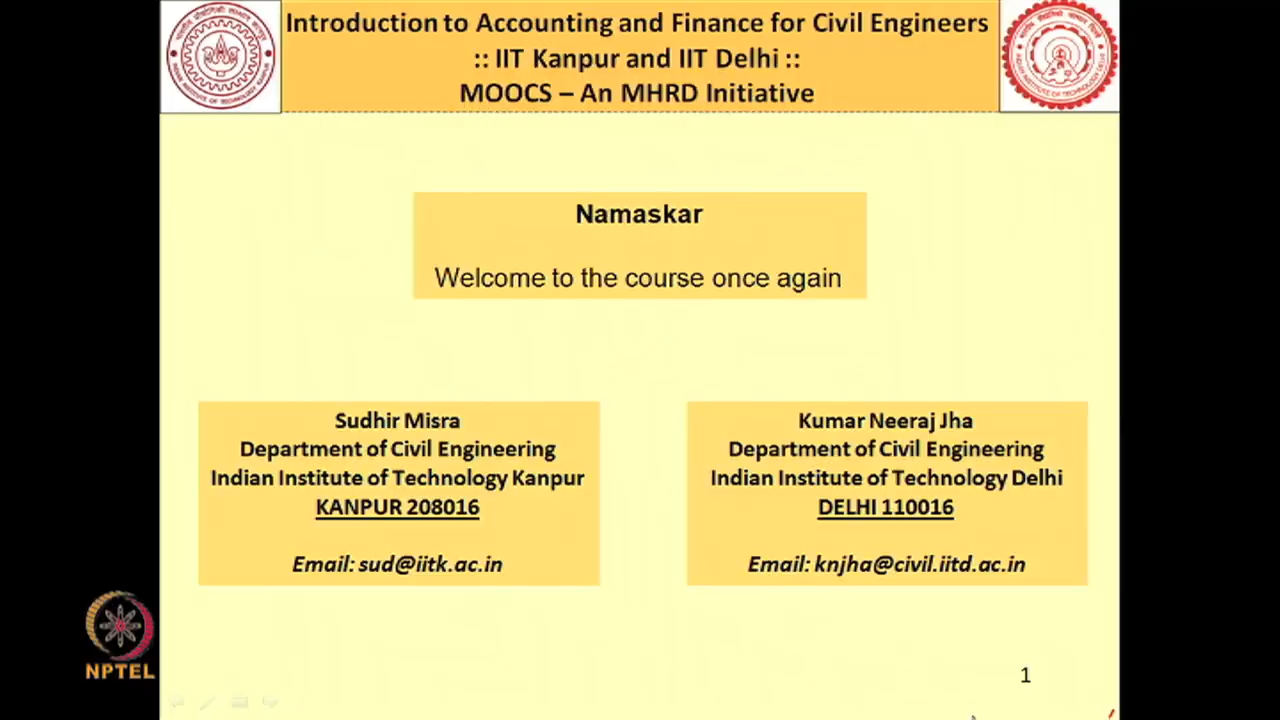 Introduction to Accounting and Finance for Civil Engineers
:: IIT Kanpur and IIT Delhi ::
MOOCS – An MHRD Initiative
Namaskar
Welcome to the course once again
Sudhir Misra
Department of Civil Engineering
Indian Institute of Technology Kanpur
KANPUR 208016
Email: sud@iitk.ac.in
Kumar Neeraj Jha
Department of Civil Engineering
Indian Institute of Technology Delhi
DELHI 110016
Email: knjha@civil.iitd.ac.in
NPTEL
1